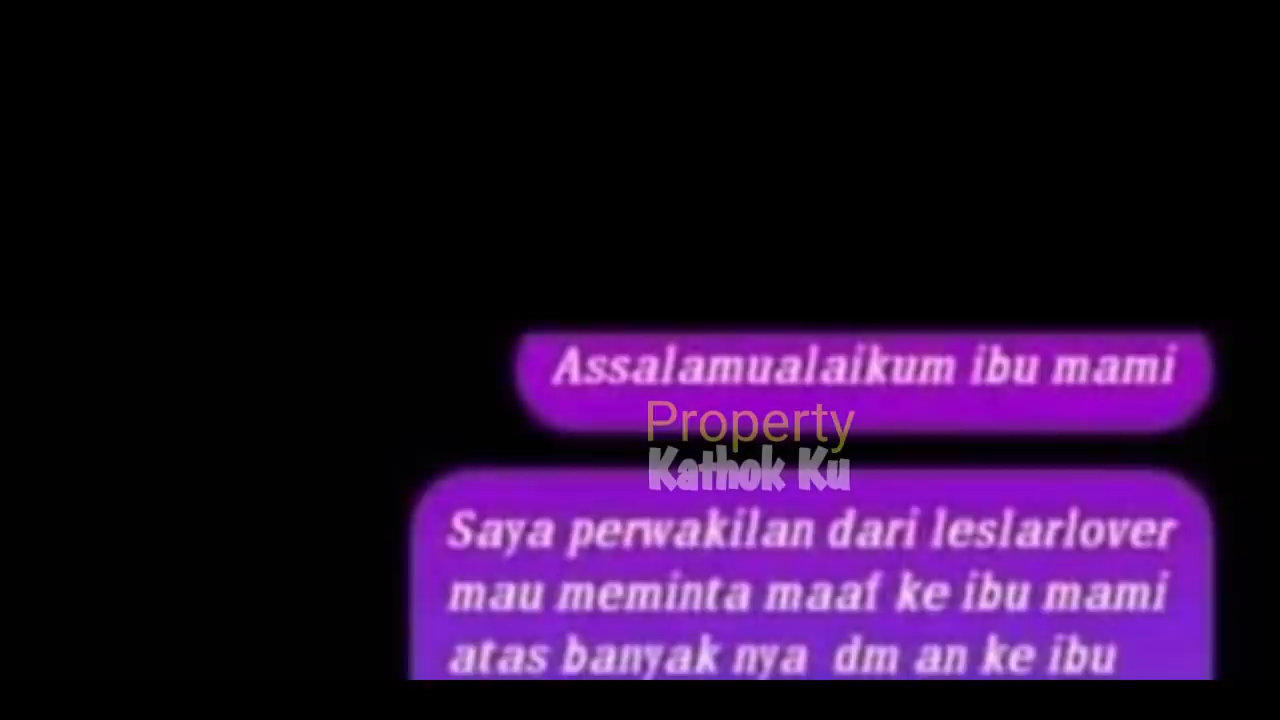 Assalamualaikum ibu mami
Property
Kathok Ku
Saya perwakilan dari leslarlover
mau meminta maaf ke ibu mami
atas banyak nya dm an ke ibu